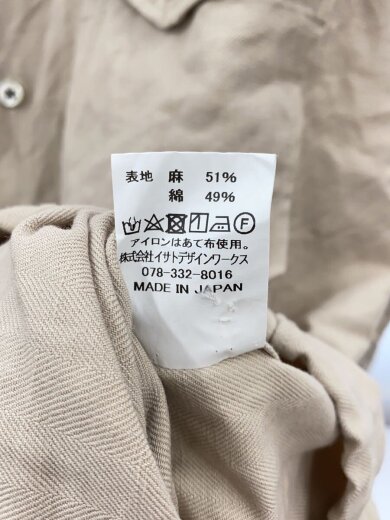 表地 麻 51%
綿 49%
アイロンはあて布使用。
株式会社イサトデザインワークス
078-332-8016
MADE IN JAPAN